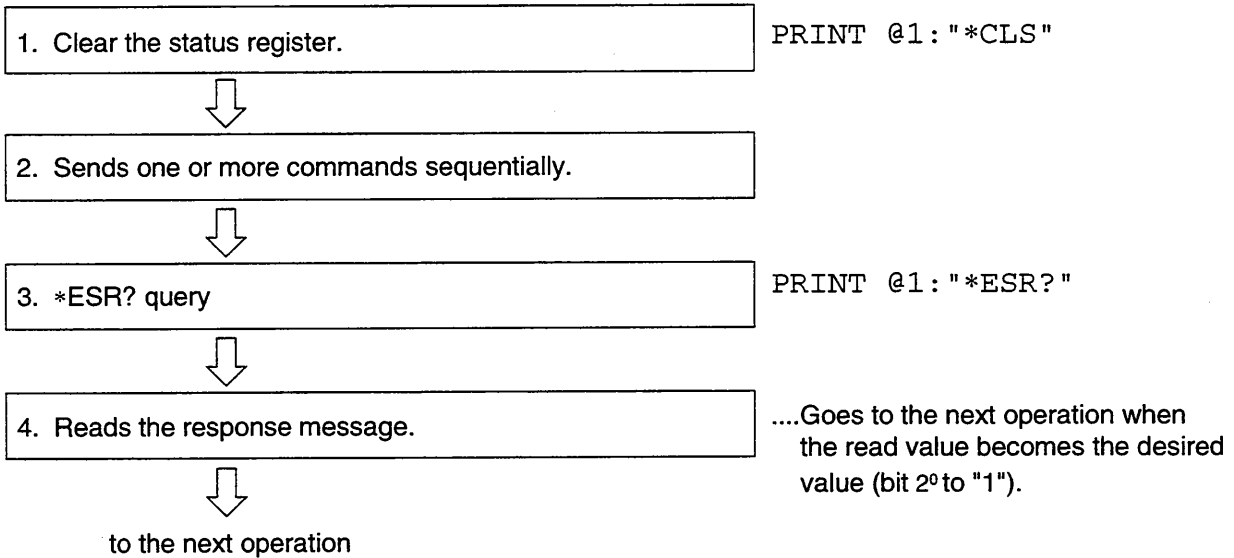 1. Clear the status register.
PRINT @1:"*CLS"
2. Sends one or more commands sequentially.
3. *ESR? query
PRINT @1:"*ESR?"
4. Reads the response message.
....Goes to the next operation when
the read value becomes the desired
value (bit 2⁰ to "1").
to the next operation